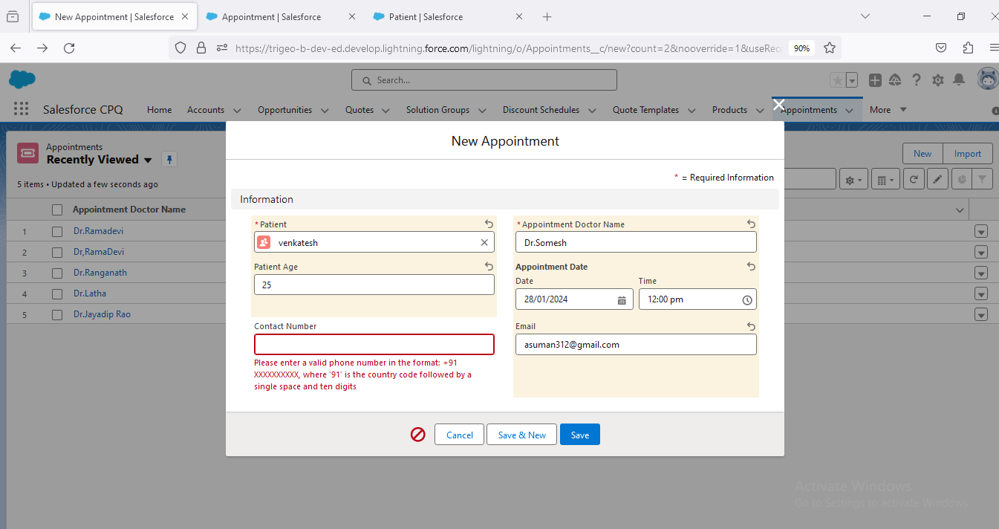 New Appointment | Salesforce
Appointment | Salesforce
Patient | Salesforce
https://trigeo-b-dev-ed.develop.lightning.force.com/lightning/o/Appointments__c/new?count=2&nooverride=1&useRec
90%
Search...
Salesforce CPQ
Home
Accounts
Opportunities
Quotes
Solution Groups
Discount Schedules
Quote Templates
Products
Appointments
More
Appointments
Recently Viewed
New
Import
5 items • Updated a few seconds ago
Appointment Doctor Name
1 Dr.Ramadevi
2 Dr,RamaDevi
3 Dr.Ranganath
4 Dr.Latha
5 Dr.Jayadip Rao
New Appointment
* = Required Information
Information
* Patient
venkatesh
* Appointment Doctor Name
Dr.Somesh
Patient Age
25
Appointment Date
Date
Time
28/01/2024
12:00 pm
Contact Number
Please enter a valid phone number in the format: +91
XXXXXXXXXX, where '91' is the country code followed by a
single space and ten digits
Email
asuman312@gmail.com
Cancel
Save & New
Save
Activate Windows
Go to Settings to activate Windows.